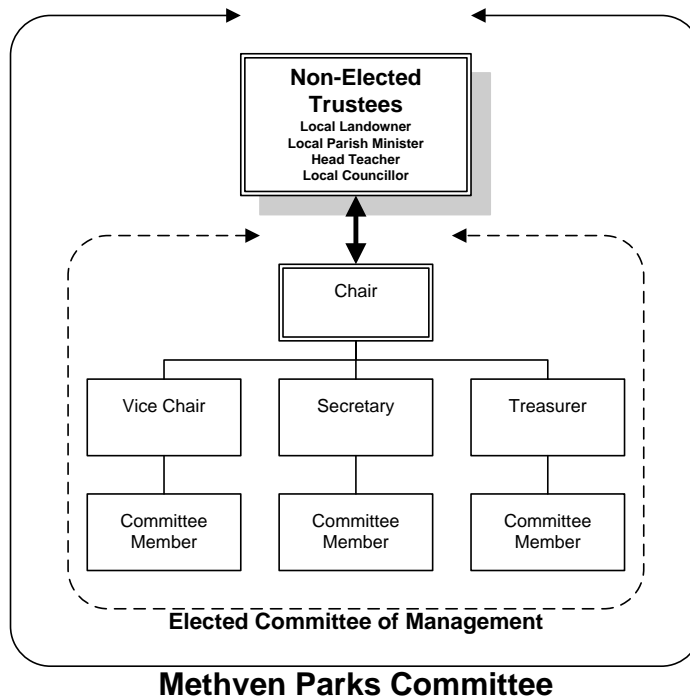 Non-Elected
Trustees
Local Landowner
Local Parish Minister
Head Teacher
Local Councillor
Chair
Vice Chair
Secretary
Treasurer
Committee
Member
Committee
Member
Committee
Member
Elected Committee of Management
Methven Parks Committee